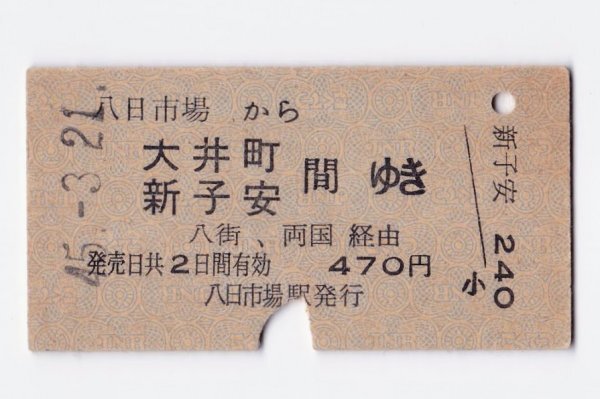 八日市場 から
大井町
新子安 間 ゆき
八街、両国 経由
発売日共2日間有効 470円
八日市場駅発行
45.-3.21.
新子安
小 240